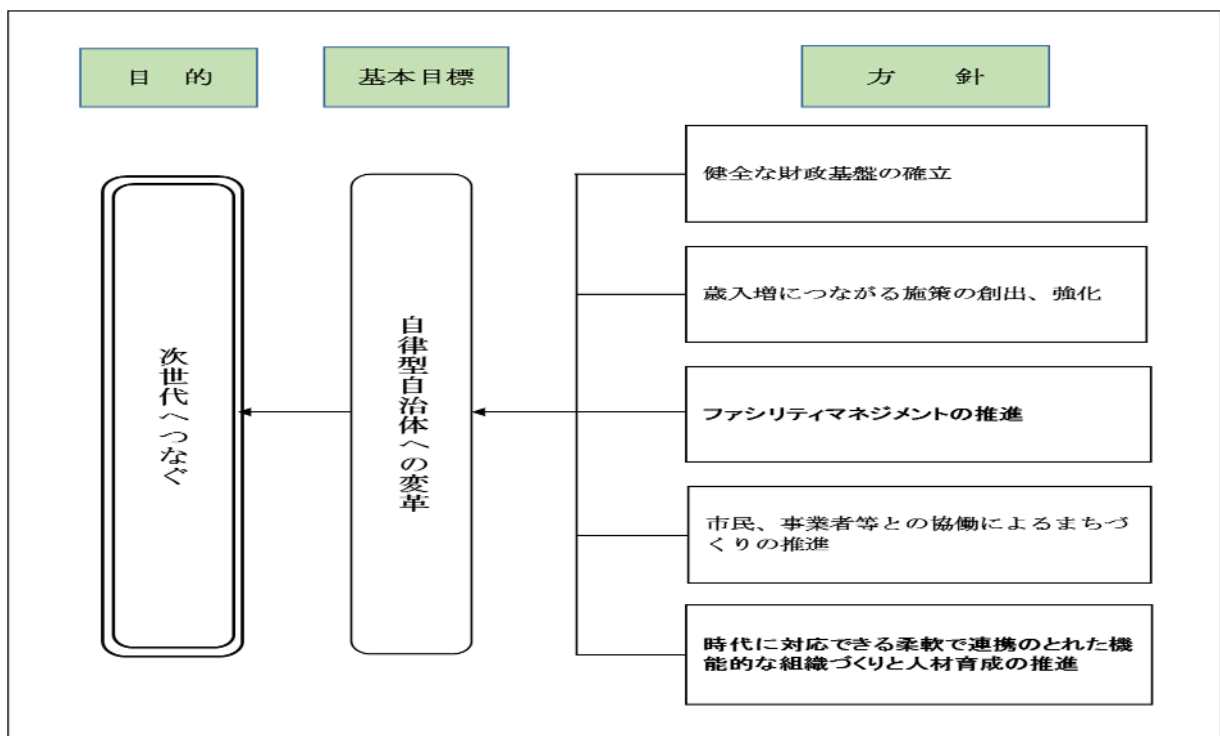 目 的
基本目標
方 針
次世代へつなぐ
自律型自治体への変革
健全な財政基盤の確立
歳入増につながる施策の創出、強化
ファシリティマネジメントの推進
市民、事業者等との協働によるまちづ
くりの推進
時代に対応できる柔軟で連携のとれた機
能的な組織づくりと人材育成の推進